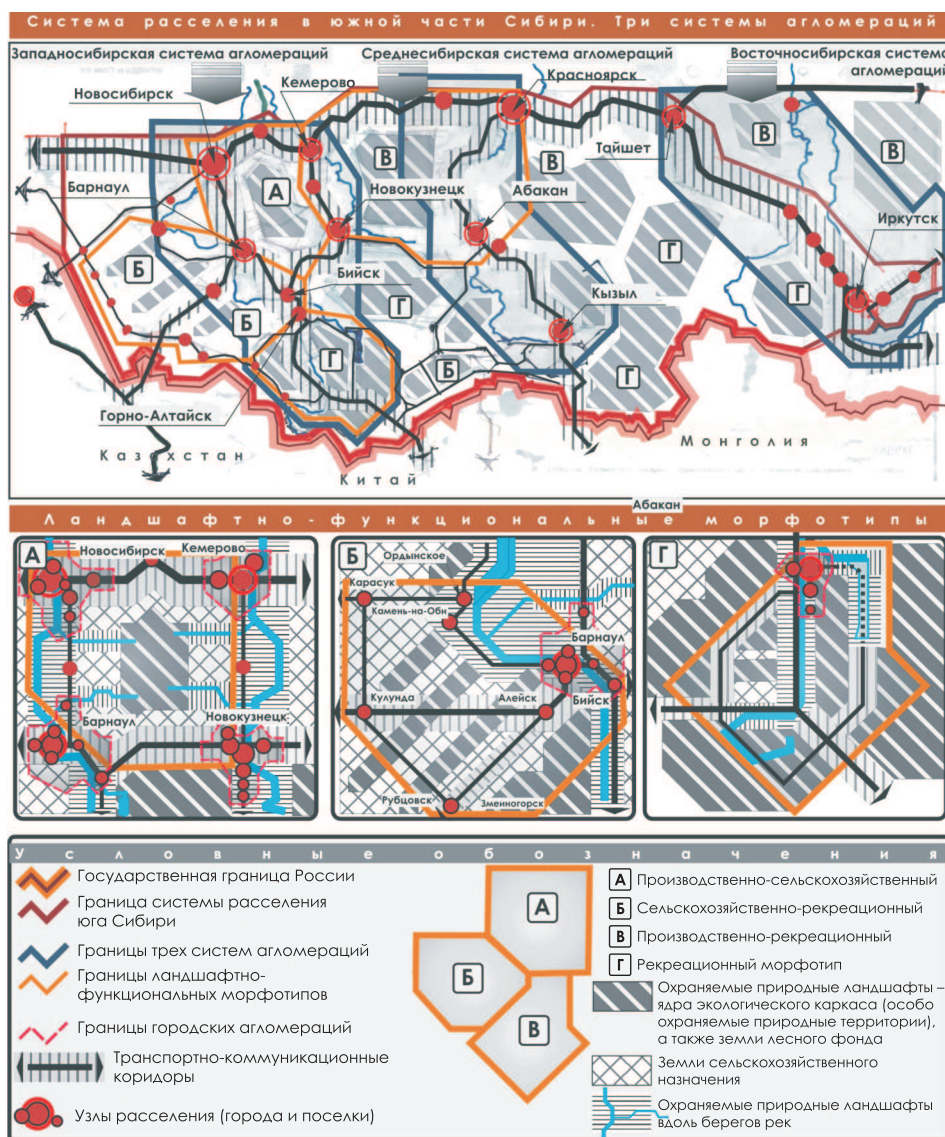 Система расселения в южной части Сибири. Три системы агломераций
Западносибирская система агломераций
Среднесибирская система агломераций
Восточносибирская система
агломераций
Новосибирск
Кемерово
Красноярск
Тайшет
В
В
В
В
А
Барнаул
Новокузнецк
Абакан
Иркутск
Б
Г
Г
Бийск
Г
Кызыл
Б
Г
Б
Г
Горно-Алтайск
Казахстан
Китай
Монголия
Абакан
Ландшафтно-функциональные морфотипы
А
Новосибирск
Кемерово
Барнаул
Новокузнецк
Б
Ордынское
Карасук
Камень-на-Оби
Барнаул
Кулунда
Алейск
Бийск
Рубцовск
Змеиногорск
Г
Условные обозначения
Государственная граница России
Граница системы расселения
юга Сибири
Границы трех систем агломераций
Границы ландшафтно-
функциональных морфотипов
Границы городских агломераций
Транспортно-коммуникационные
коридоры
Узлы расселения (города и поселки)
А
Б
В
А Производственно-сельскохозяйственный
Б Сельскохозяйственно-рекреационный
В Производственно-рекреационный
Г Рекреационный морфотип
Охраняемые природные ландшафты –
ядра экологического каркаса (особо
охраняемые природные территории),
а также земли лесного фонда
Земли сельскохозяйственного
назначения
Охраняемые природные ландшафты
вдоль берегов рек